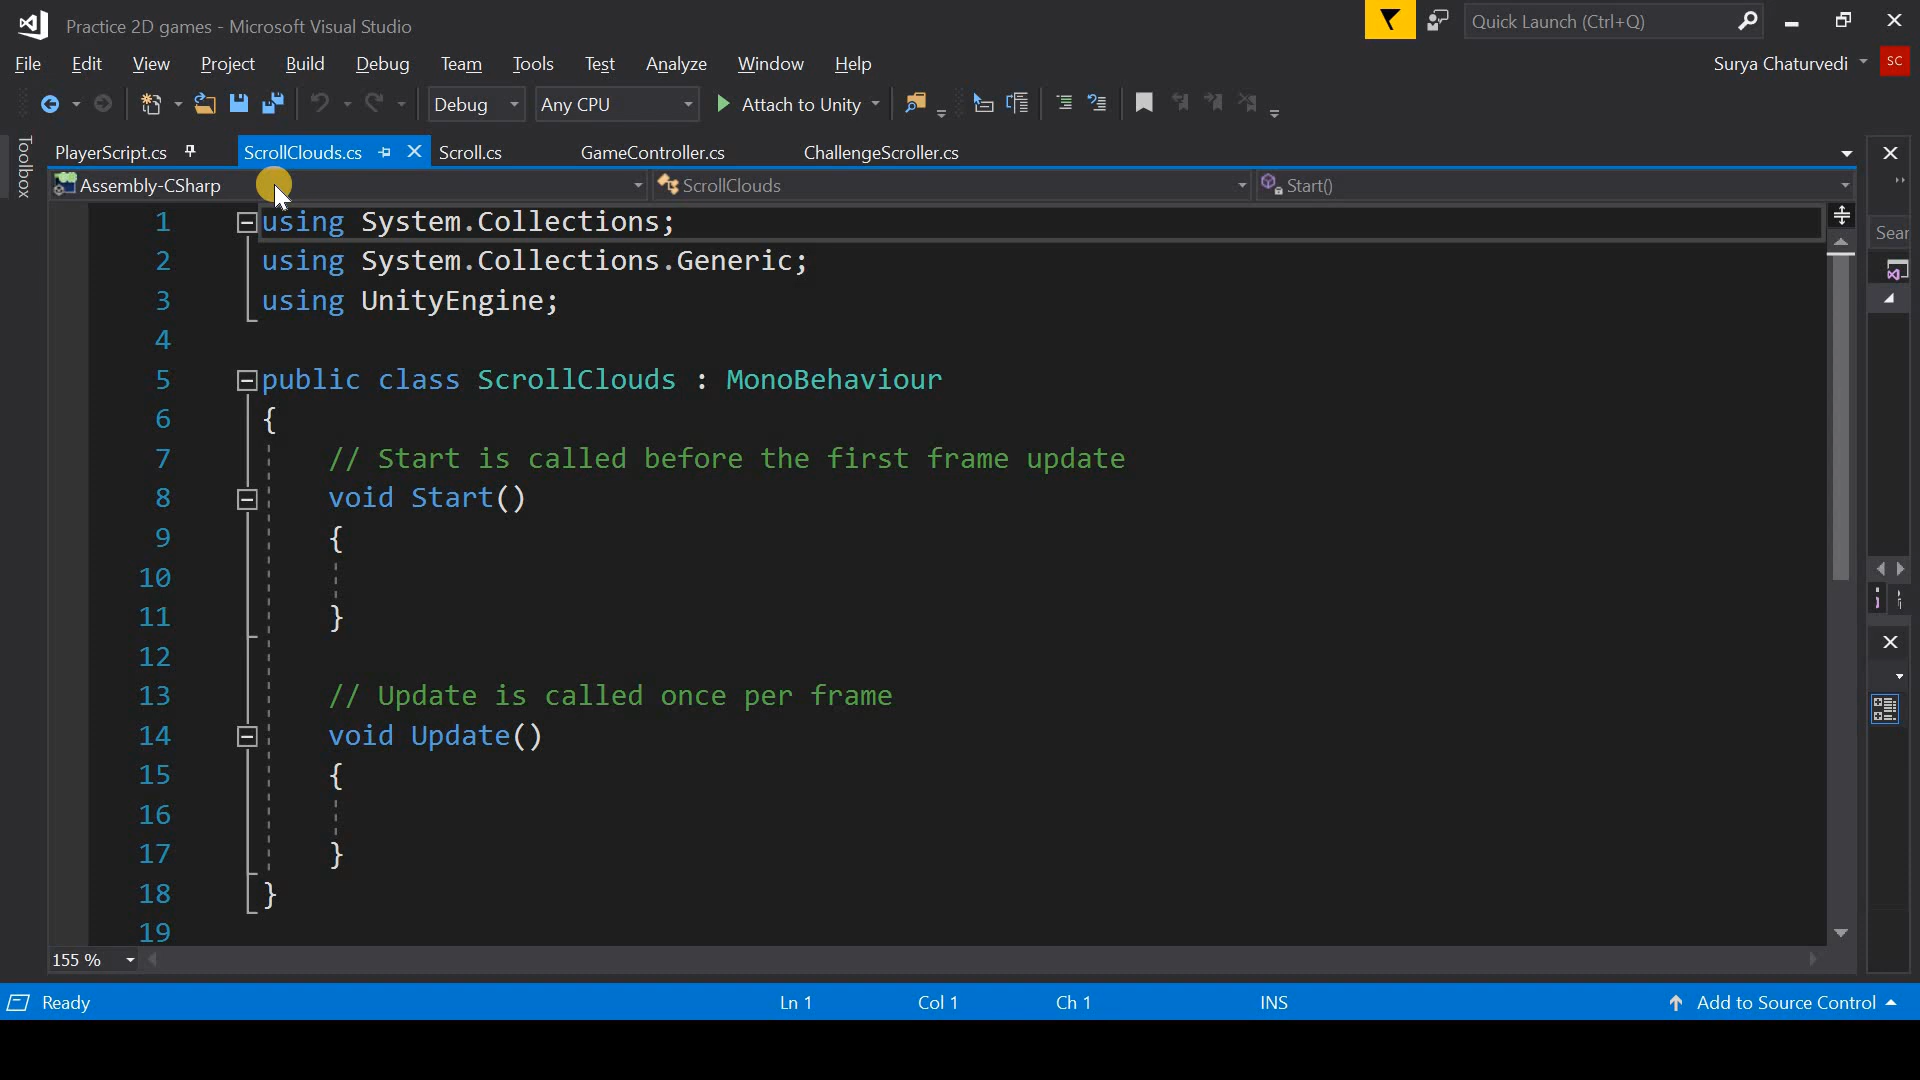 Practice 2D games - Microsoft Visual Studio
Quick Launch (Ctrl+Q)
File Edit View Project Build Debug Team Tools Test Analyze Window Help
Surya Chaturvedi SC
Debug Any CPU Attach to Unity
Toolbox
PlayerScript.cs ScrollClouds.cs Scroll.cs GameController.cs ChallengeScroller.cs
Assembly-CSharp ScrollClouds Start()
Sear
1 using System.Collections;
2 using System.Collections.Generic;
3 using UnityEngine;
4
5 public class ScrollClouds : MonoBehaviour
6 {
7 // Start is called before the first frame update
8 void Start()
9 {
10
11 }
12
13 // Update is called once per frame
14 void Update()
15 {
16
17 }
18 }
19
155 %
Ready Ln 1 Col 1 Ch 1 INS Add to Source Control